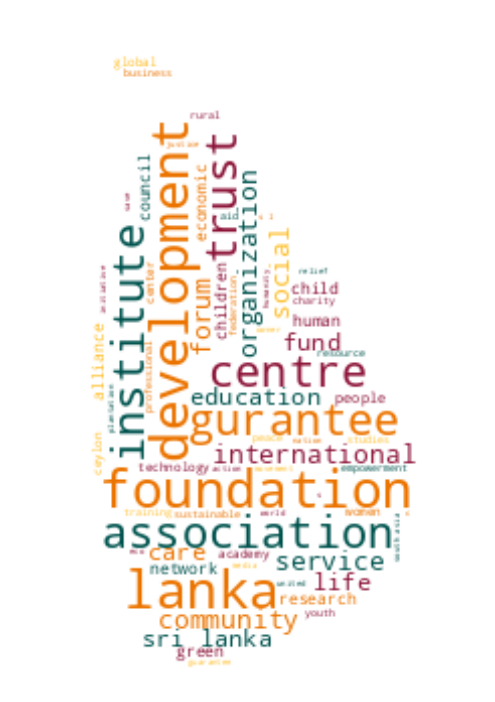 global
business
rural
development
justice
trust
council
economic
aid
organization
institute
social
children
center
forum
federation
humanity
relief
child
charity
human
fund
resource
alliance
professional
centre
plantation
education
people
gurantee
peace
nation
studies
ceylon
international
technology
action
movement
empowerment
foundation
training
sustainable
world
women
association
south asia
care
academy
service
network
media
united
life
lanka
research
community
youth
sri lanka
green
guarantee